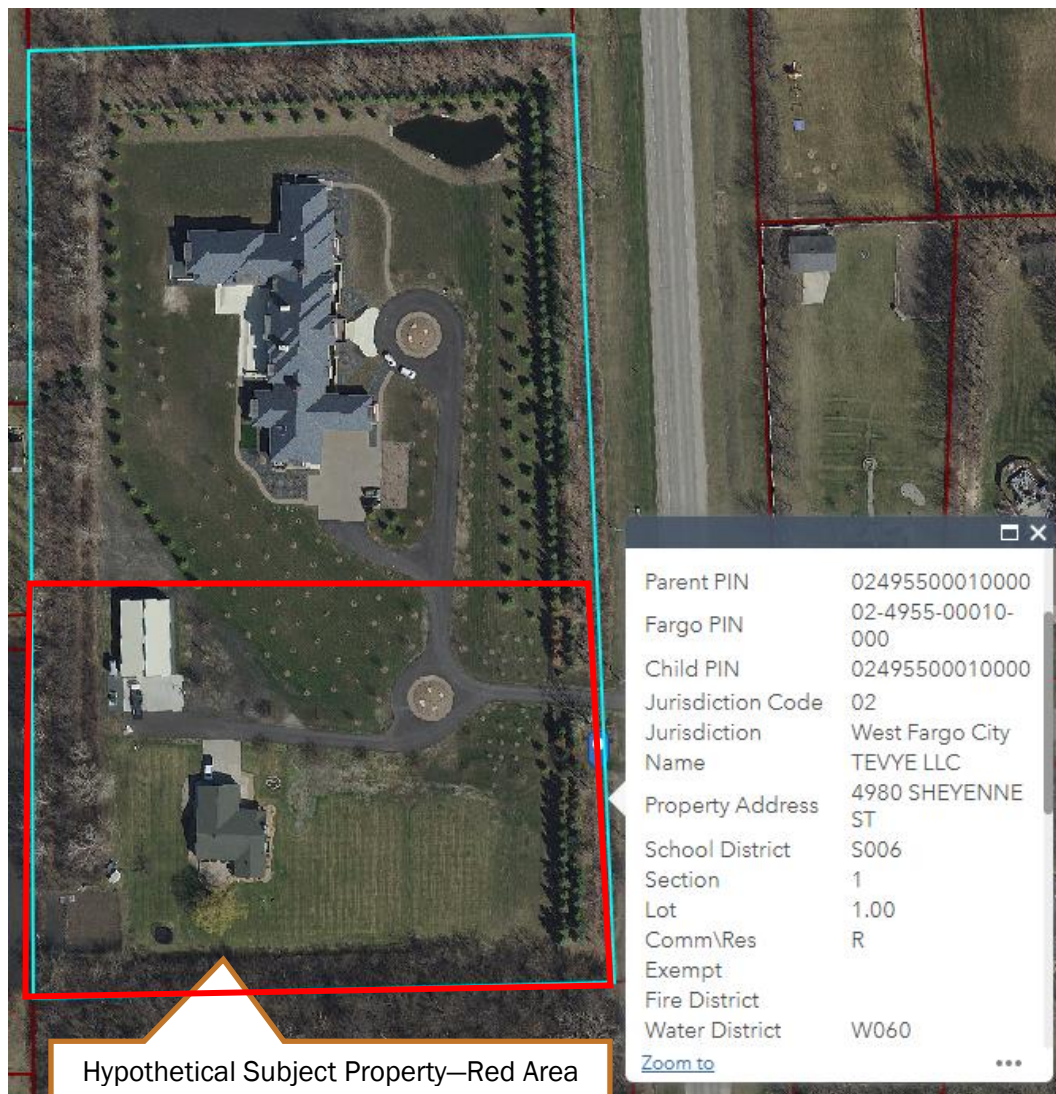 Parent PIN 02495500010000
Fargo PIN 02-4955-00010-
000
Child PIN 02495500010000
Jurisdiction Code 02
Jurisdiction West Fargo City
Name TEVYE LLC
Property Address 4980 SHEYENNE
ST
School District S006
Section 1
Lot 1.00
Comm\Res R
Exempt
Fire District
Water District W060
Zoom to •••
Hypothetical Subject Property—Red Area